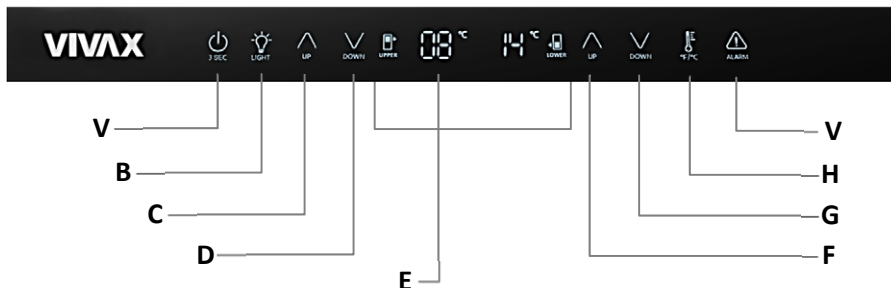 VIVAX 3 SEC LIGHT UP DOWN UPPER 08 °C 14 °C LOWER UP DOWN °F/°C ALARM
V V
B H
C G
D F
E